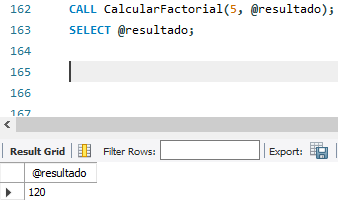 162 CALL CalcularFactorial(5, @resultado);
163 SELECT @resultado;
164
165
166
167
Result Grid Filter Rows: Export:
@resultado
120